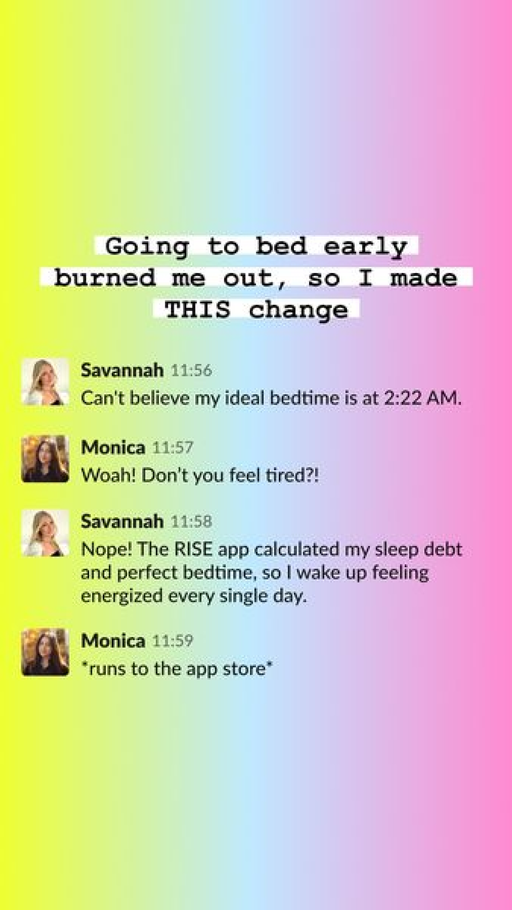 Going to bed early
burned me out, so I made
THIS change
Savannah 11:56
Can't believe my ideal bedtime is at 2:22 AM.
Monica 11:57
Woah! Don’t you feel tired?!
Savannah 11:58
Nope! The RISE app calculated my sleep debt
and perfect bedtime, so I wake up feeling
energized every single day.
Monica 11:59
*runs to the app store*